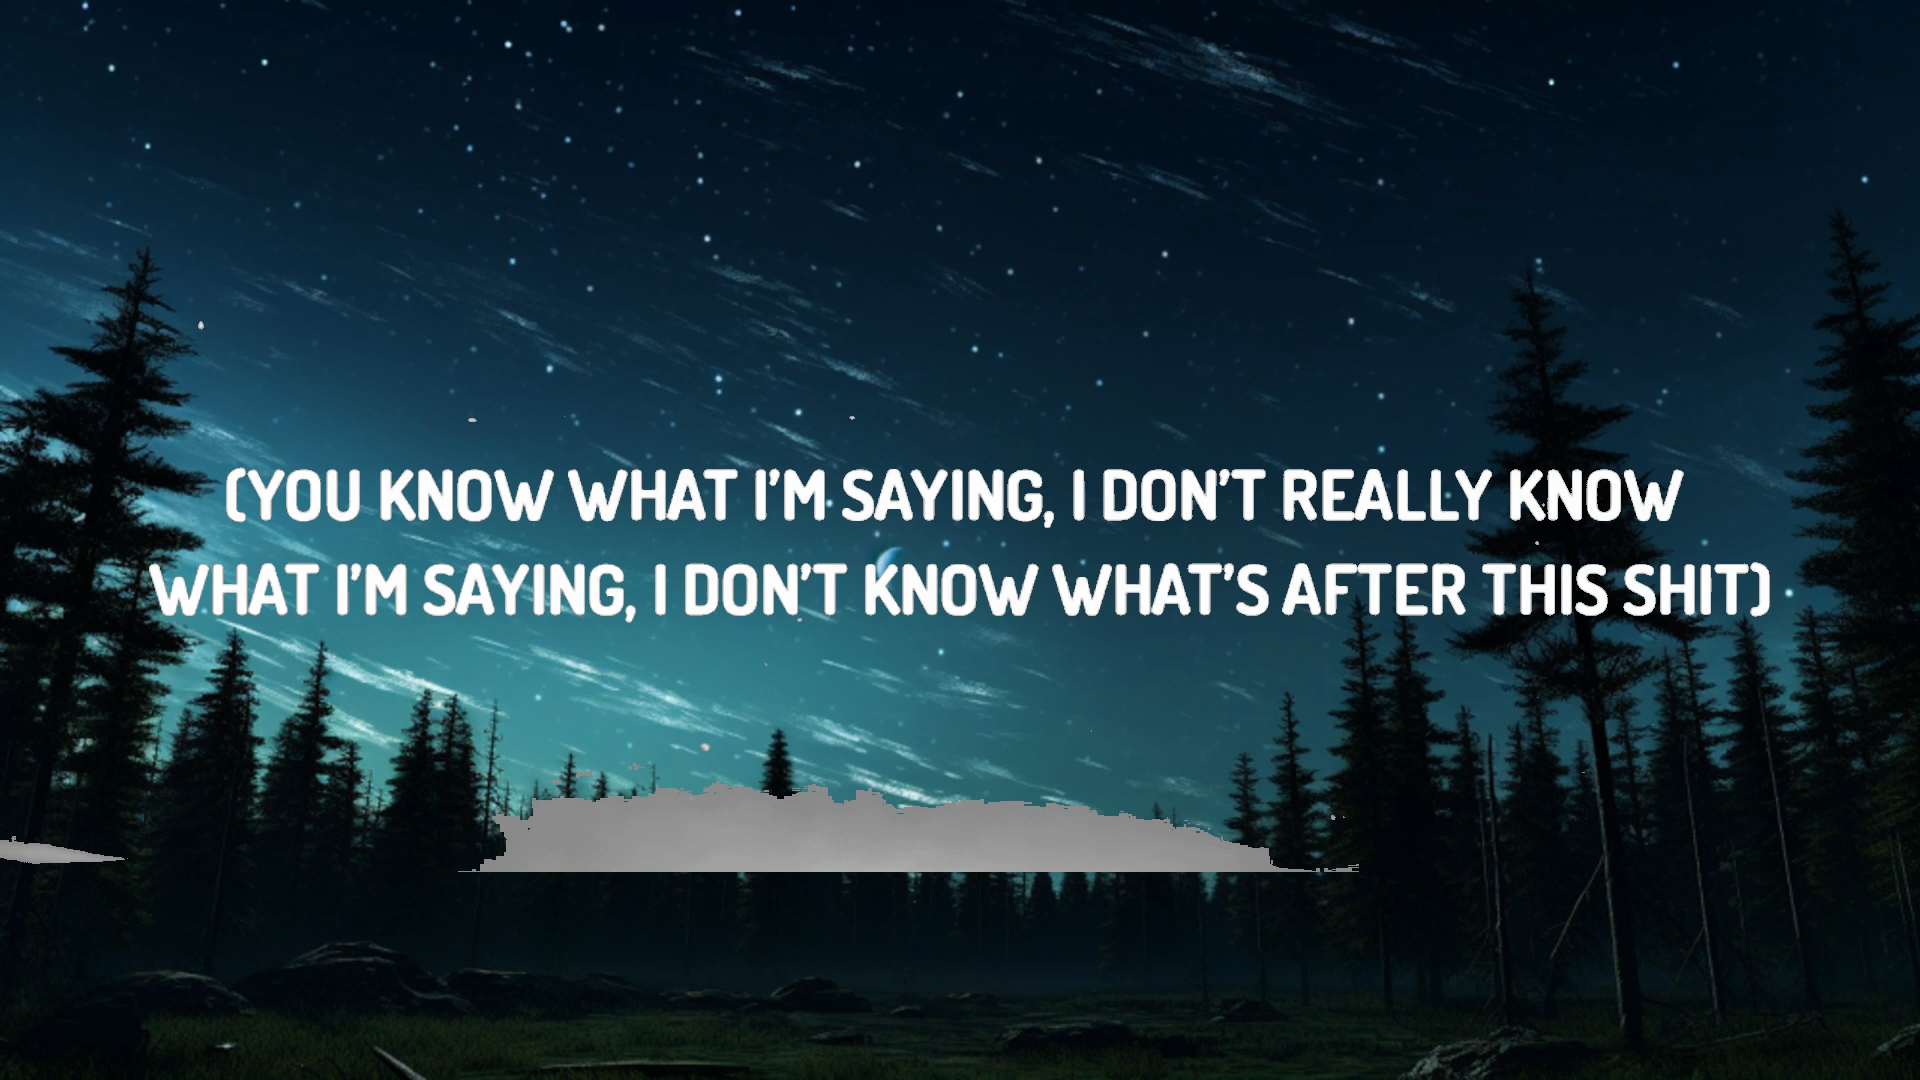 (YOU KNOW WHAT I'M SAYING, I DON'T REALLY KNOW
WHAT I'M SAYING, I DON'T KNOW WHAT'S AFTER THIS SHIT)